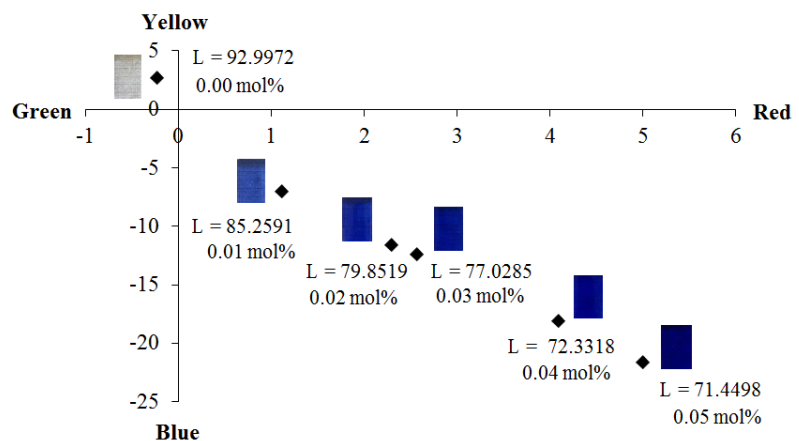 Yellow
5
L = 92.9972
0.00 mol%
Green
0
Red
-1
0
1
2
3
4
5
6
-5
L = 85.2591
0.01 mol%
-10
L = 79.8519
0.02 mol%
L = 77.0285
0.03 mol%
-15
L = 72.3318
0.04 mol%
-20
L = 71.4498
0.05 mol%
-25
Blue